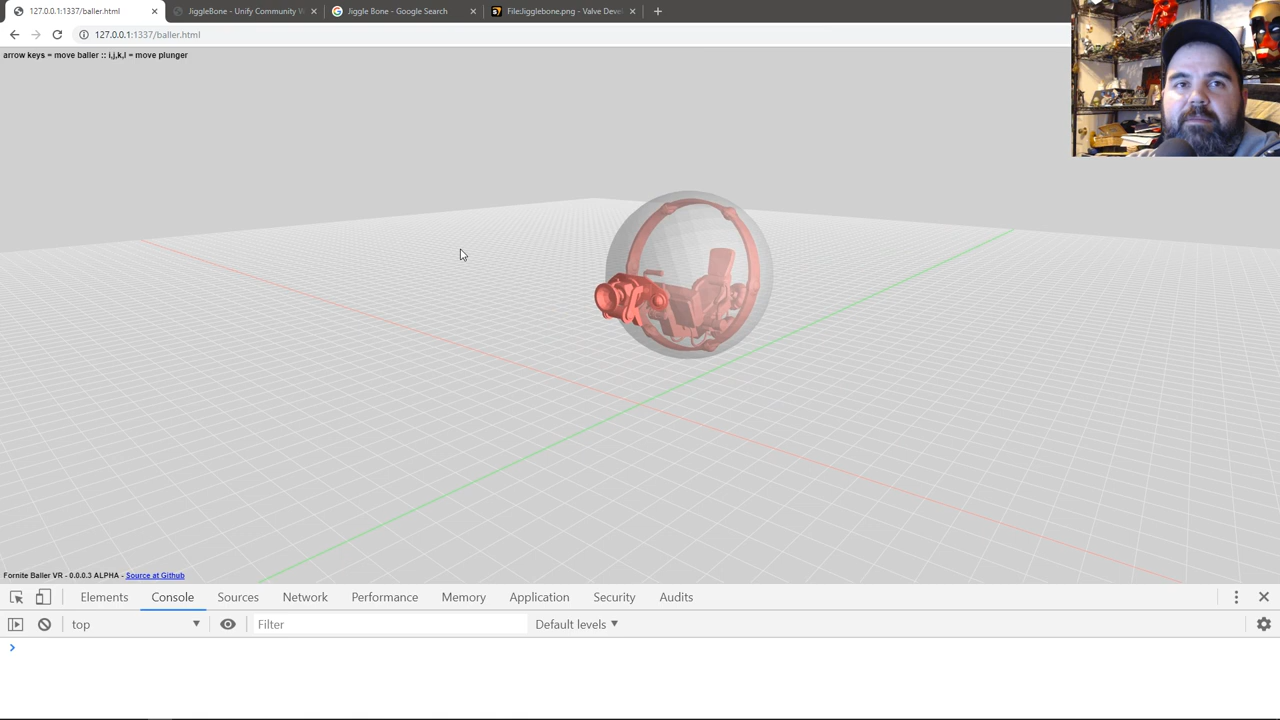 127.0.0.1:1337/baller.html
JiggleBone - Unify Community W
Jiggle Bone - Google Search
File:Jigglebone.png - Valve Deve
127.0.0.1:1337/baller.html
arrow keys = move baller :: i,j,k,l = move plunger
Fornite Baller VR - 0.0.0.3 ALPHA - Source at Github
Elements
Console
Sources
Network
Performance
Memory
Application
Security
Audits
top
Filter
Default levels